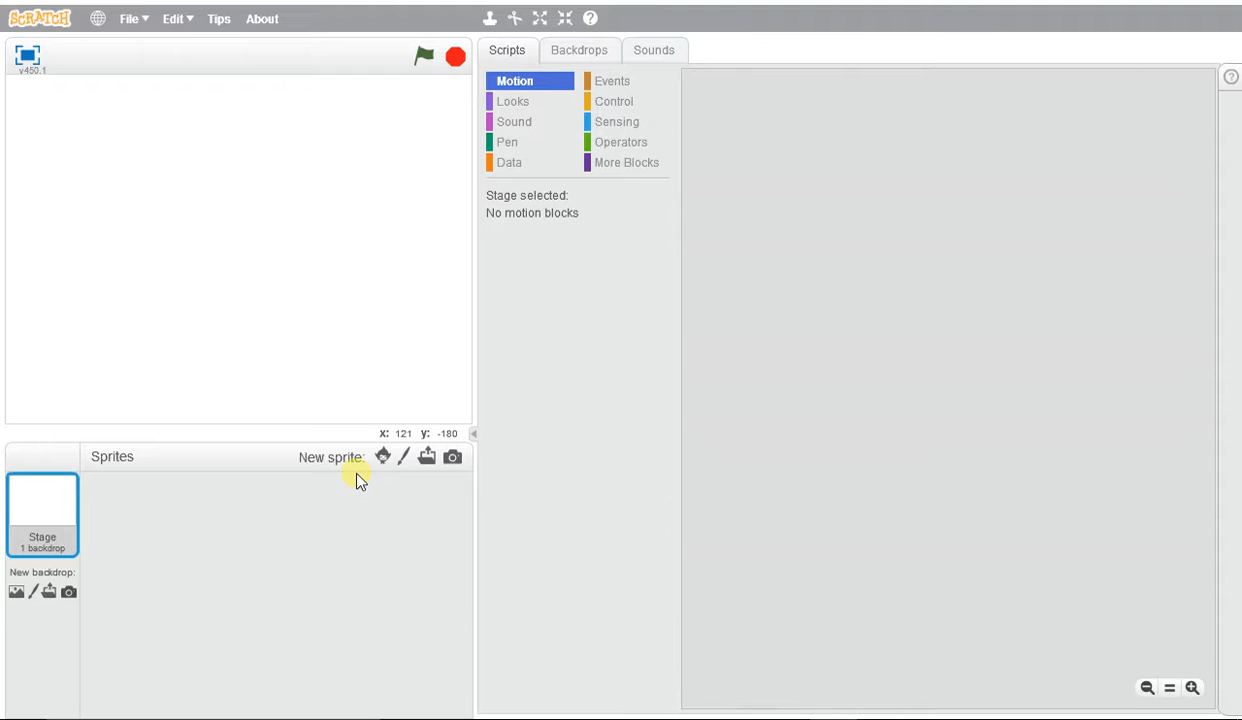 SCRATCH File Edit Tips About
v450.1
Scripts Backdrops Sounds
Motion Events
Looks Control
Sound Sensing
Pen Operators
Data More Blocks
Stage selected:
No motion blocks
x: 121 y: -180
Sprites New sprite:
Stage
1 backdrop
New backdrop: